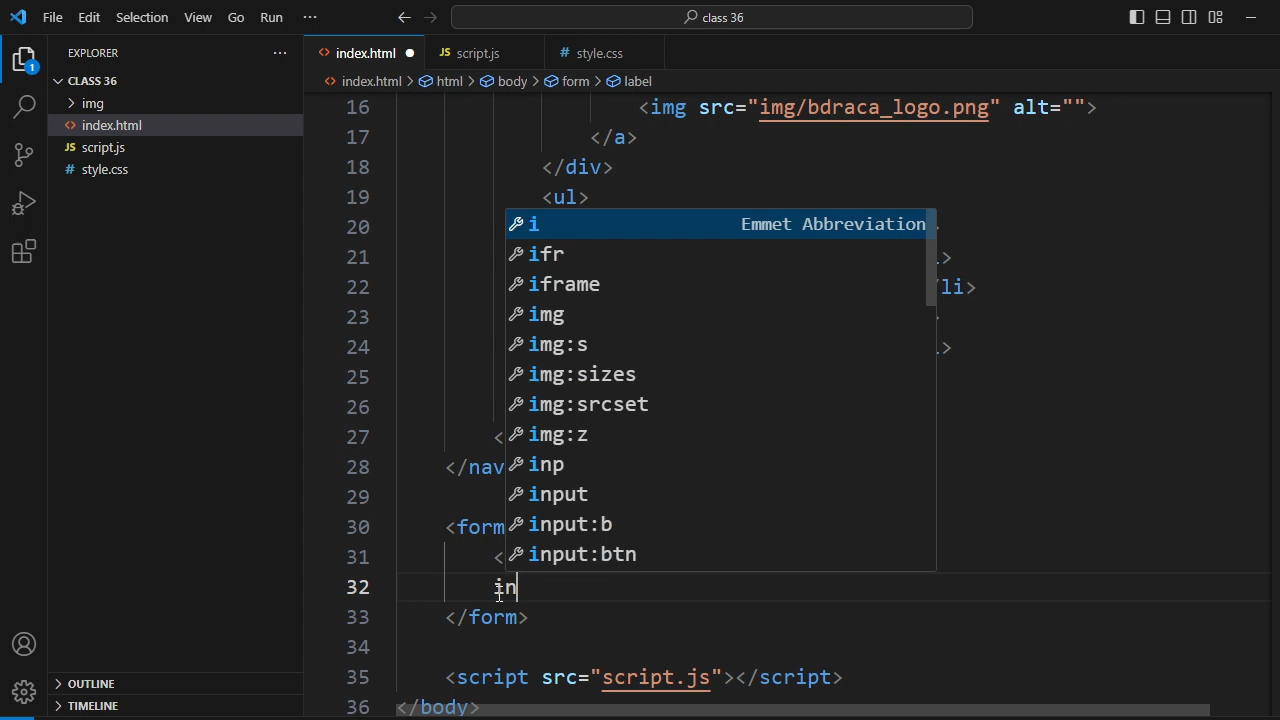 File Edit Selection View Go Run ··· ← → class 36
EXPLORER ···
index.html ● JS script.js # style.css
CLASS 36
<> index.html > html > body > form > label
img
<> index.html
JS script.js
# style.css
1
16 <img src="img/bdraca_logo.png" alt="">
17 </a>
18 </div>
19 <ul>
20 >
21 >
22 /li>
23 >
24 >
25
26
27 <
28 </nav
29
30 <form
31 <
32 in
33 </form>
34
35 <script src="script.js"></script>
36 </body>
i Emmet Abbreviation
ifr
iframe
img
img:s
img:sizes
img:srcset
img:z
inp
input
input:b
input:btn
OUTLINE
TIMELINE